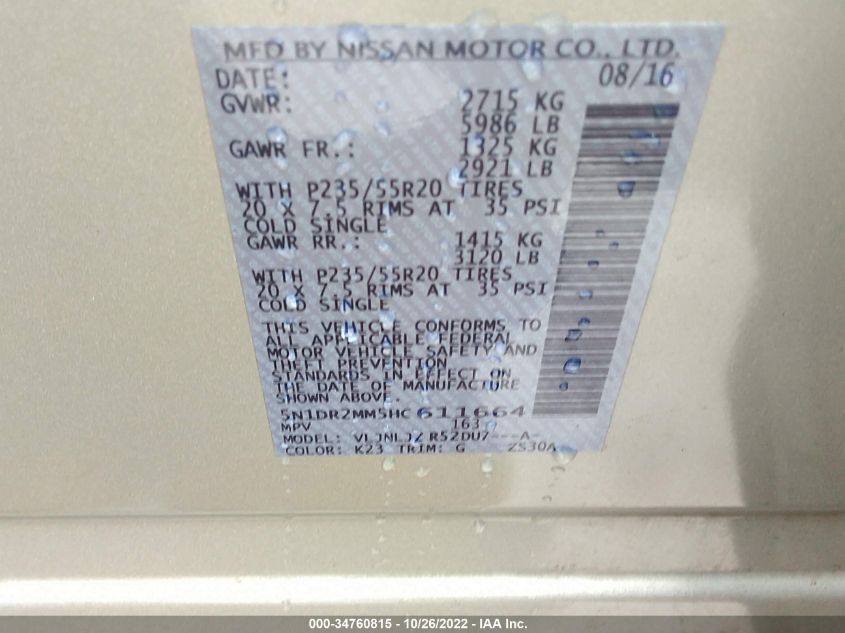 MFD BY NISSAN MOTOR CO., LTD.
DATE: 08/16
GVWR: 2715 KG
5986 LB
GAWR FR.: 1325 KG
2921 LB
WITH P235/55R20 TIRES
20 X 7.5 RIMS AT 35 PSI
COLD SINGLE
GAWR RR.: 1415 KG
3120 LB
WITH P235/55R20 TIRES
20 X 7.5 RIMS AT 35 PSI
COLD SINGLE
THIS VEHICLE CONFORMS TO
ALL APPLICABLE FEDERAL
MOTOR VEHICLE SAFETY AND
THEFT PREVENTION
STANDARDS IN EFFECT ON
THE DATE OF MANUFACTURE
SHOWN ABOVE.
5N1DR2MM5HC611664
MPV 163
MODEL: R52DU7---A-
COLOR: K23 TRIM: G ZS30A
000-34760815 - 10/26/2022 - IAA Inc.